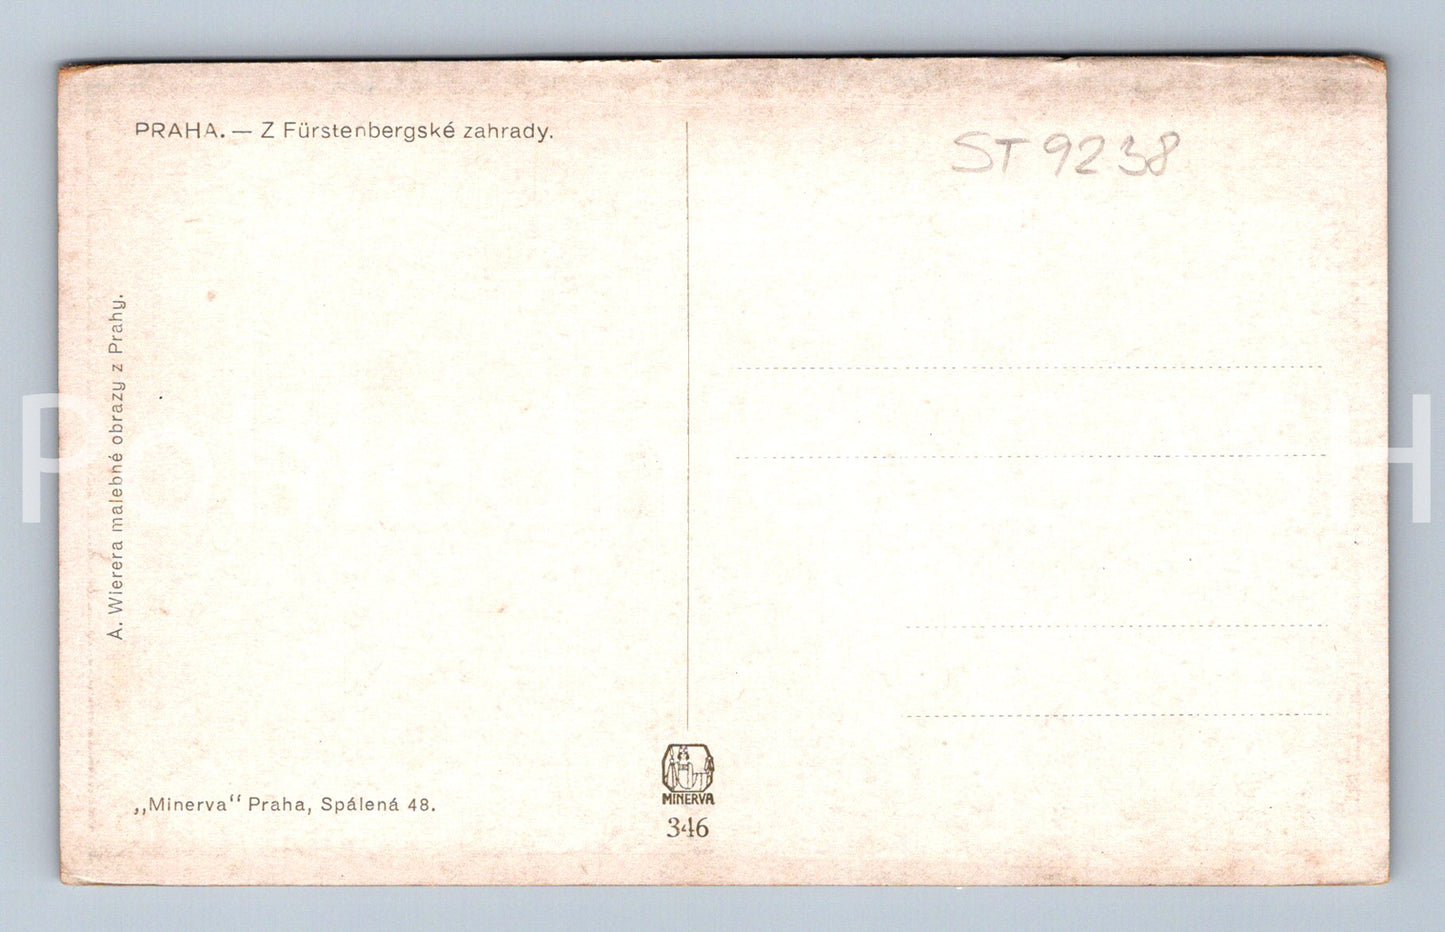 PRAHA. — Z Fürstenbergské zahrady.
ST 9238
A. Wierera malebné obrazy z Prahy.
„Minerva“ Praha, Spálená 48.
MINERVA
346